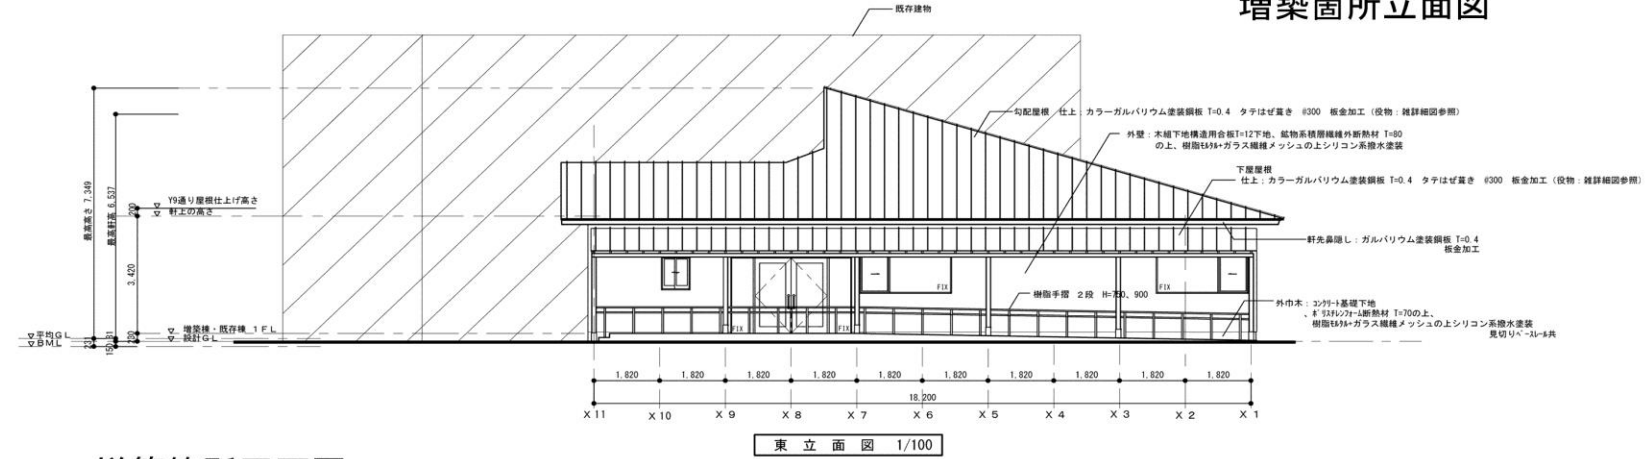 増築箇所立面図
既存建物
勾配屋根　仕上：カラーガルバリウム塗装鋼板 T=0.4　タテはぜ葺き　@300　板金加工（役物：雑詳細図参照）
外壁：木組下地構造用合板T=12下地、鉱物系積層繊維外断熱材 T=80
の上、樹脂ﾓﾙﾀﾙ+ガラス繊維メッシュの上シリコン系撥水塗装
下屋屋根
仕上：カラーガルバリウム塗装鋼板 T=0.4　タテはぜ葺き　@300　板金加工（役物：雑詳細図参照）
最高高さ 7,349
最高軒高 6,537
200
Y9通り屋根仕上げ高さ
軒上の高さ
軒先鼻隠し：ガルバリウム塗装鋼板 T=0.4
板金加工
3,420
FIX
FIX
樹脂手摺　２段　H=750、900
外巾木：ｺﾝｸﾘｰﾄ基礎下地
、ﾎﾟﾘｽﾁﾚﾝﾌｫｰﾑ断熱材 T=70の上、
樹脂ﾓﾙﾀﾙ+ガラス繊維メッシュの上シリコン系撥水塗装
見切りﾍﾞｰｽﾚｰﾙ共
増築棟・既存棟 １ＦＬ
設計ＧＬ
平均ＧＬ
ＢＭＬ
231
150
81
230
FIX
FIX
1,820 1,820 1,820 1,820 1,820 1,820 1,820 1,820 1,820 1,820
18,200
X 11 X 10 X 9 X 8 X 7 X 6 X 5 X 4 X 3 X 2 X 1
東 立 面 図　1/100